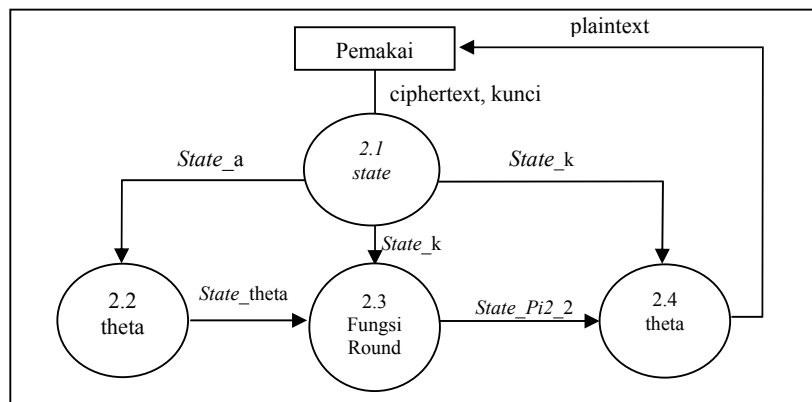 plaintext
Pemakai
ciphertext, kunci
2.1
state
State_a
State_k
State_k
2.2
theta
State_theta
2.3
Fungsi
Round
State_Pi2_2
2.4
theta